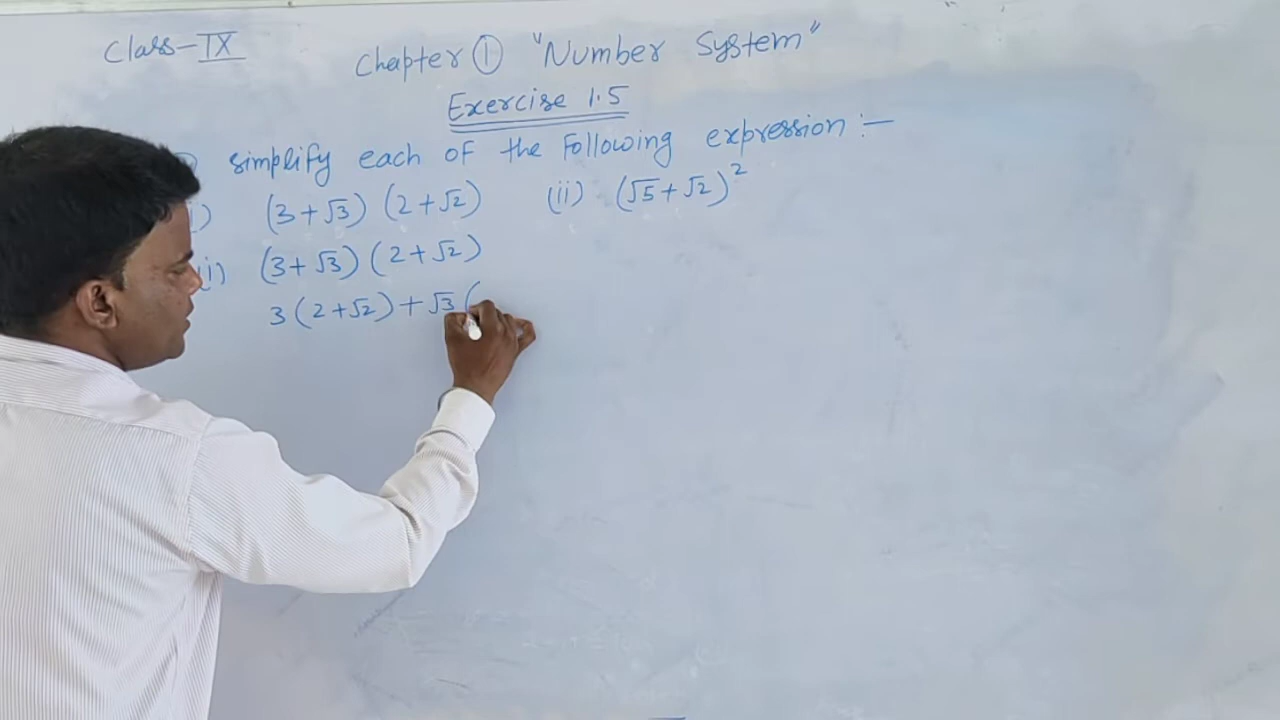 Class-IX
Chapter ① "Number System"
Exercise 1.5
simplify each of the Following expression :-
i) (3+√3) (2+√2) (ii) (√5+√2)²
i) (3+√3) (2+√2)
3(2+√2)+√3(